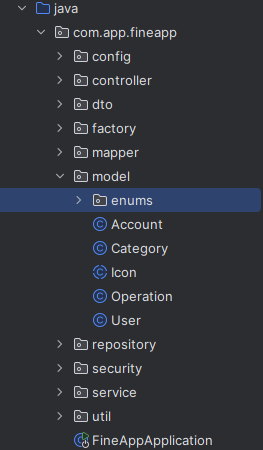 java
com.app.fineapp
config
controller
dto
factory
mapper
model
enums
Account
Category
Icon
Operation
User
repository
security
service
util
FineAppApplication